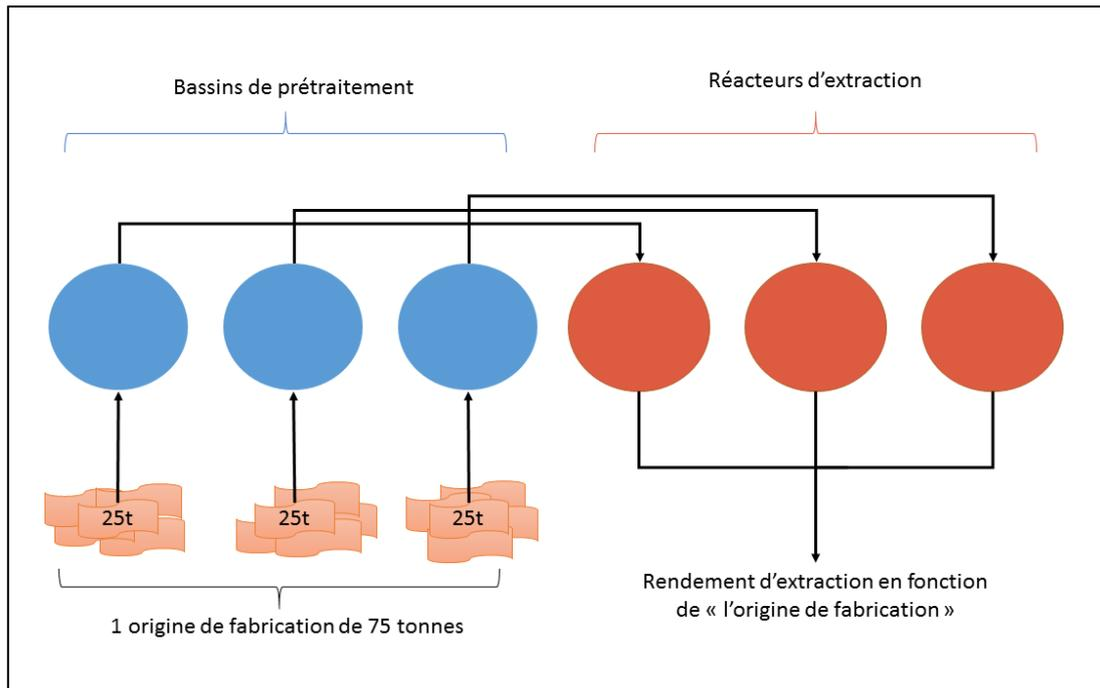 Bassins de prétraitement
Réacteurs d'extraction
25t
25t
25t
1 origine de fabrication de 75 tonnes
Rendement d'extraction en fonction
de « l'origine de fabrication »